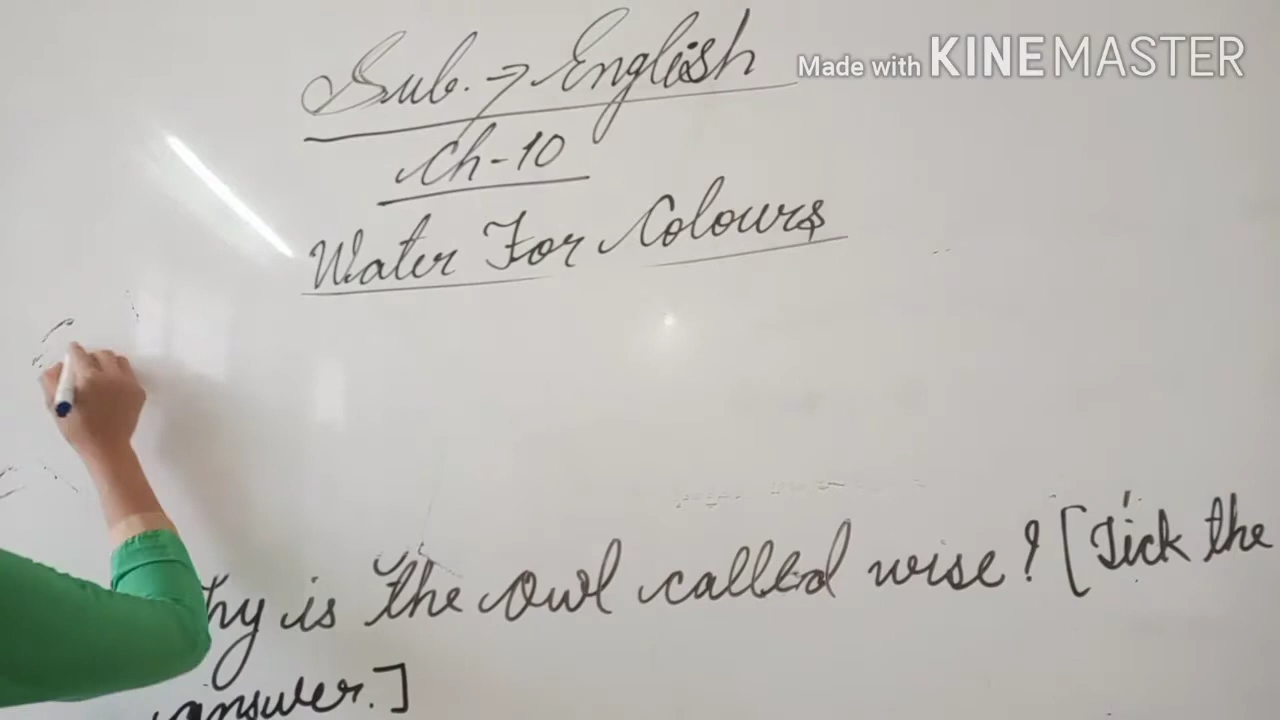 Sub. → English
Made with KINEMASTER
Ch-10
Water For Colours
hy is the owl called wise? [Tick the
answer.]